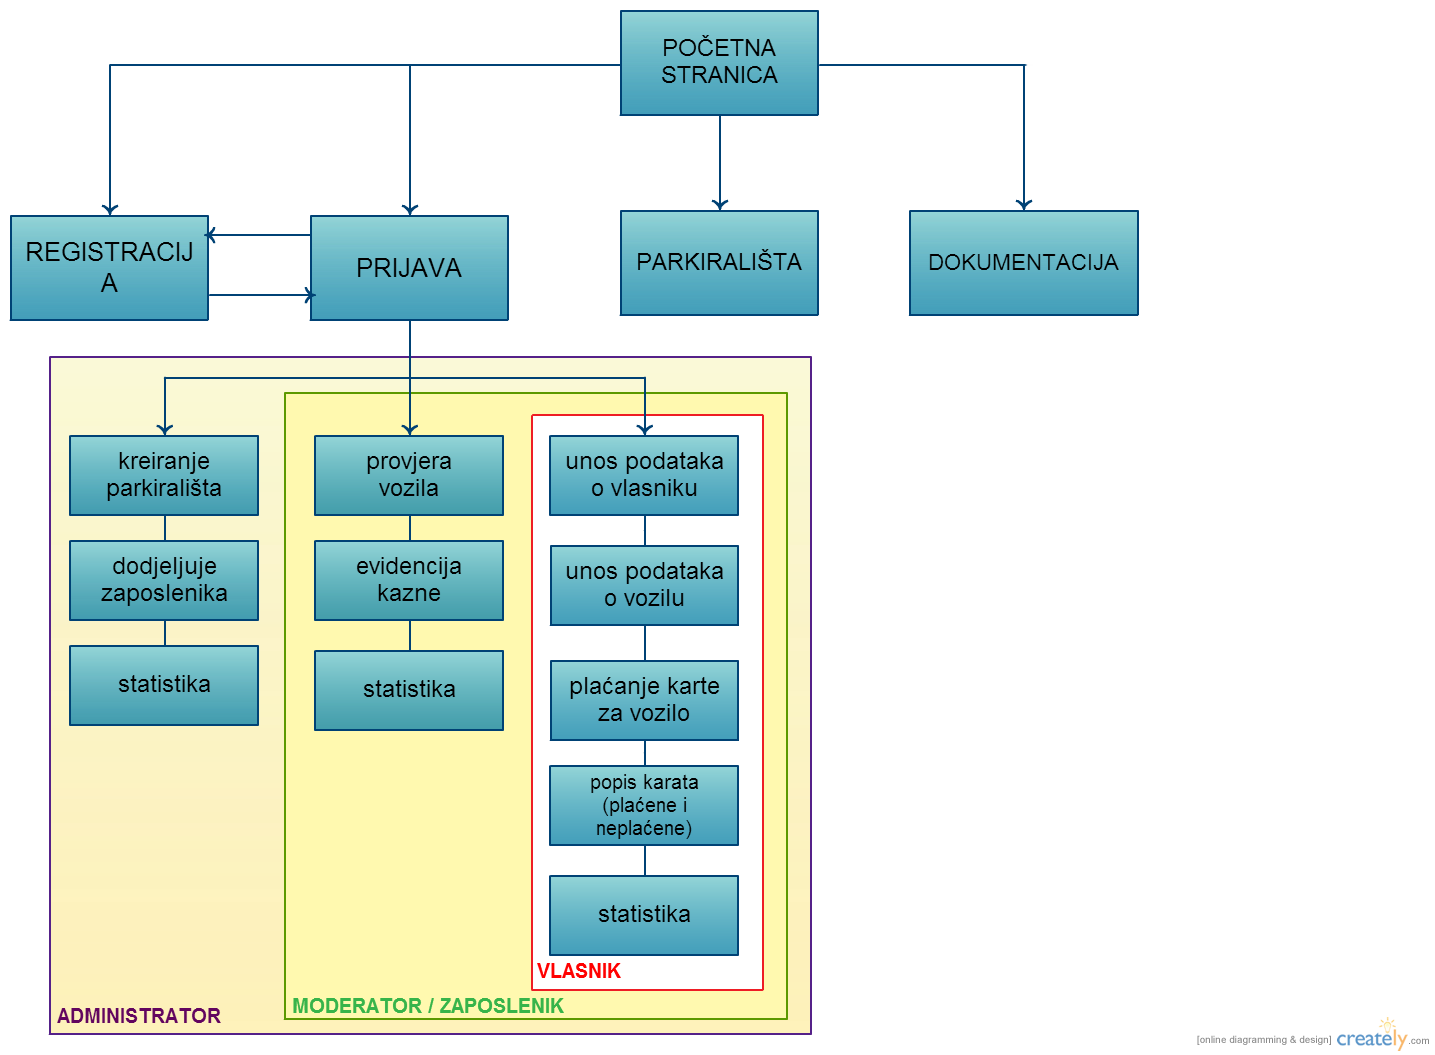 POČETNA
STRANICA
REGISTRACIJ
A
PRIJAVA
PARKIRALIŠTA
DOKUMENTACIJA
kreiranje
parkirališta
dodjeljuje
zaposlenika
statistika
provjera
vozila
evidencija
kazne
statistika
unos podataka
o vlasniku
unos podataka
o vozilu
plaćanje karte
za vozilo
popis karata
(plaćene i
neplaćene)
statistika
VLASNIK
MODERATOR / ZAPOSLENIK
ADMINISTRATOR
[online diagramming & design] creately.com